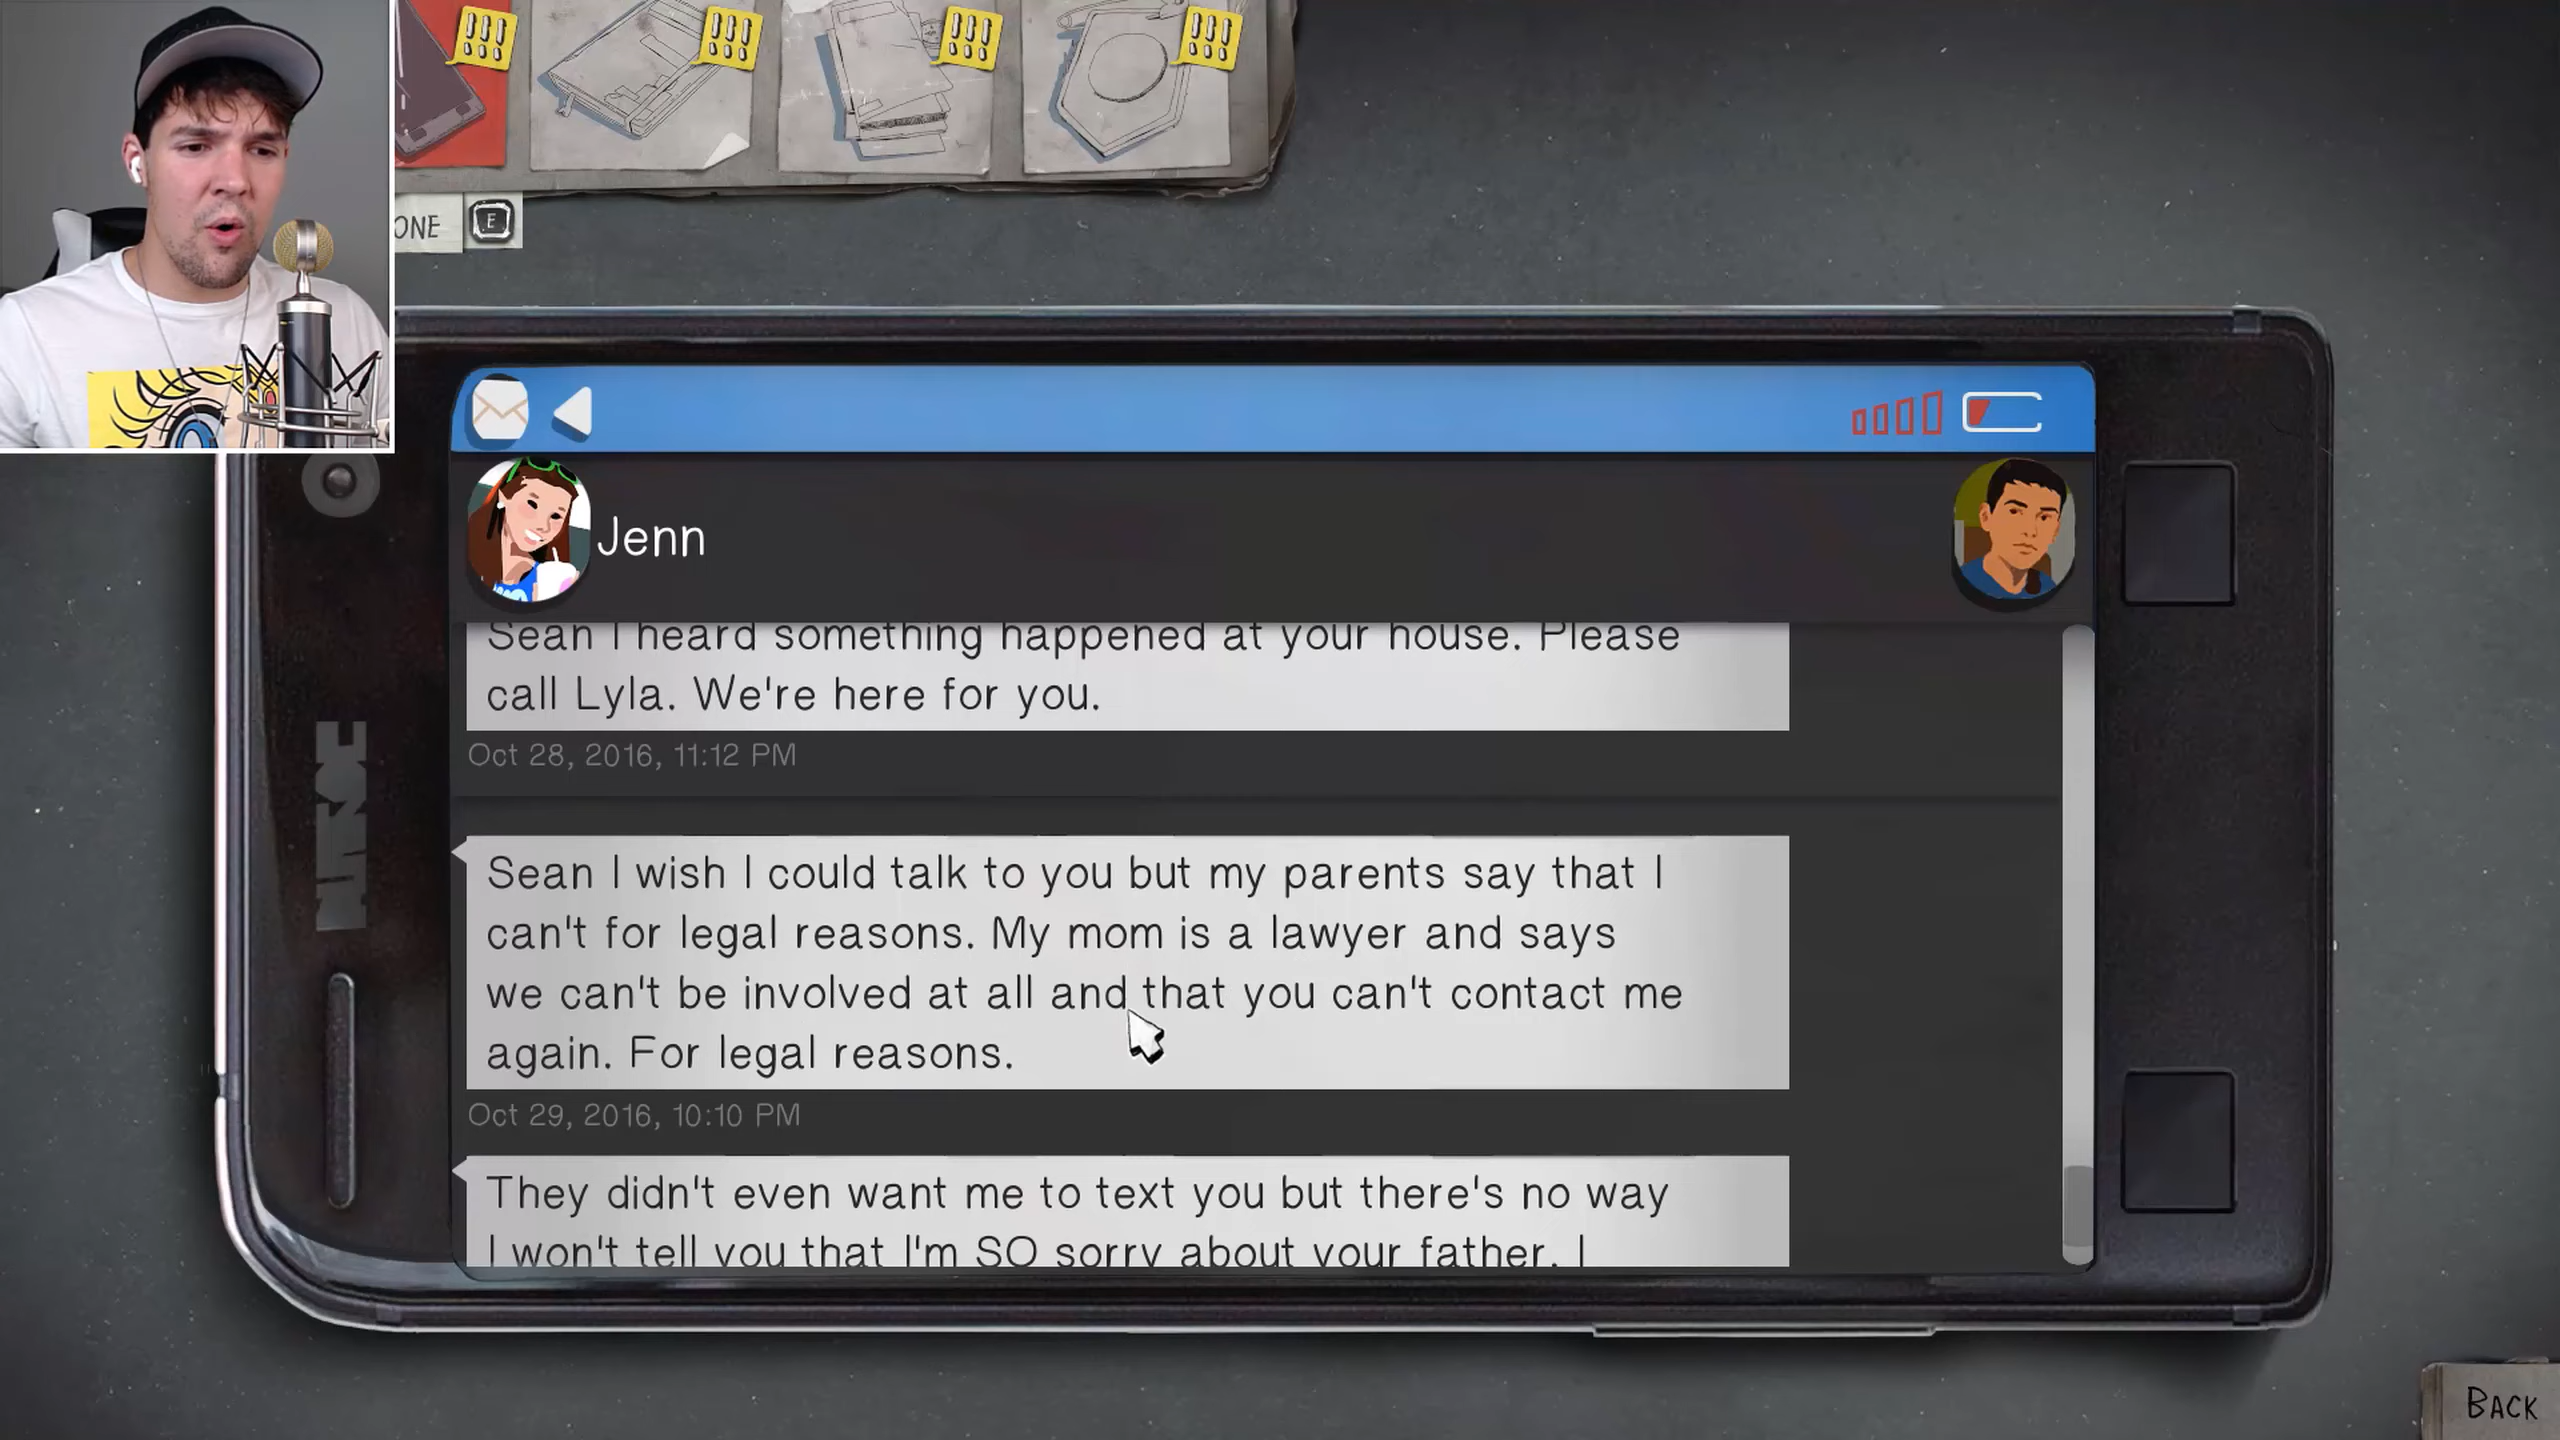 !!! !!! !!! !!!
ONE E
Jenn
Sean I heard something happened at your house. Please
call Lyla. We're here for you.
Oct 28, 2016, 11:12 PM
Sean I wish I could talk to you but my parents say that I
can't for legal reasons. My mom is a lawyer and says
we can't be involved at all and that you can't contact me
again. For legal reasons.
Oct 29, 2016, 10:10 PM
They didn't even want me to text you but there's no way
I won't tell you that I'm SO sorry about your father. I
BACK